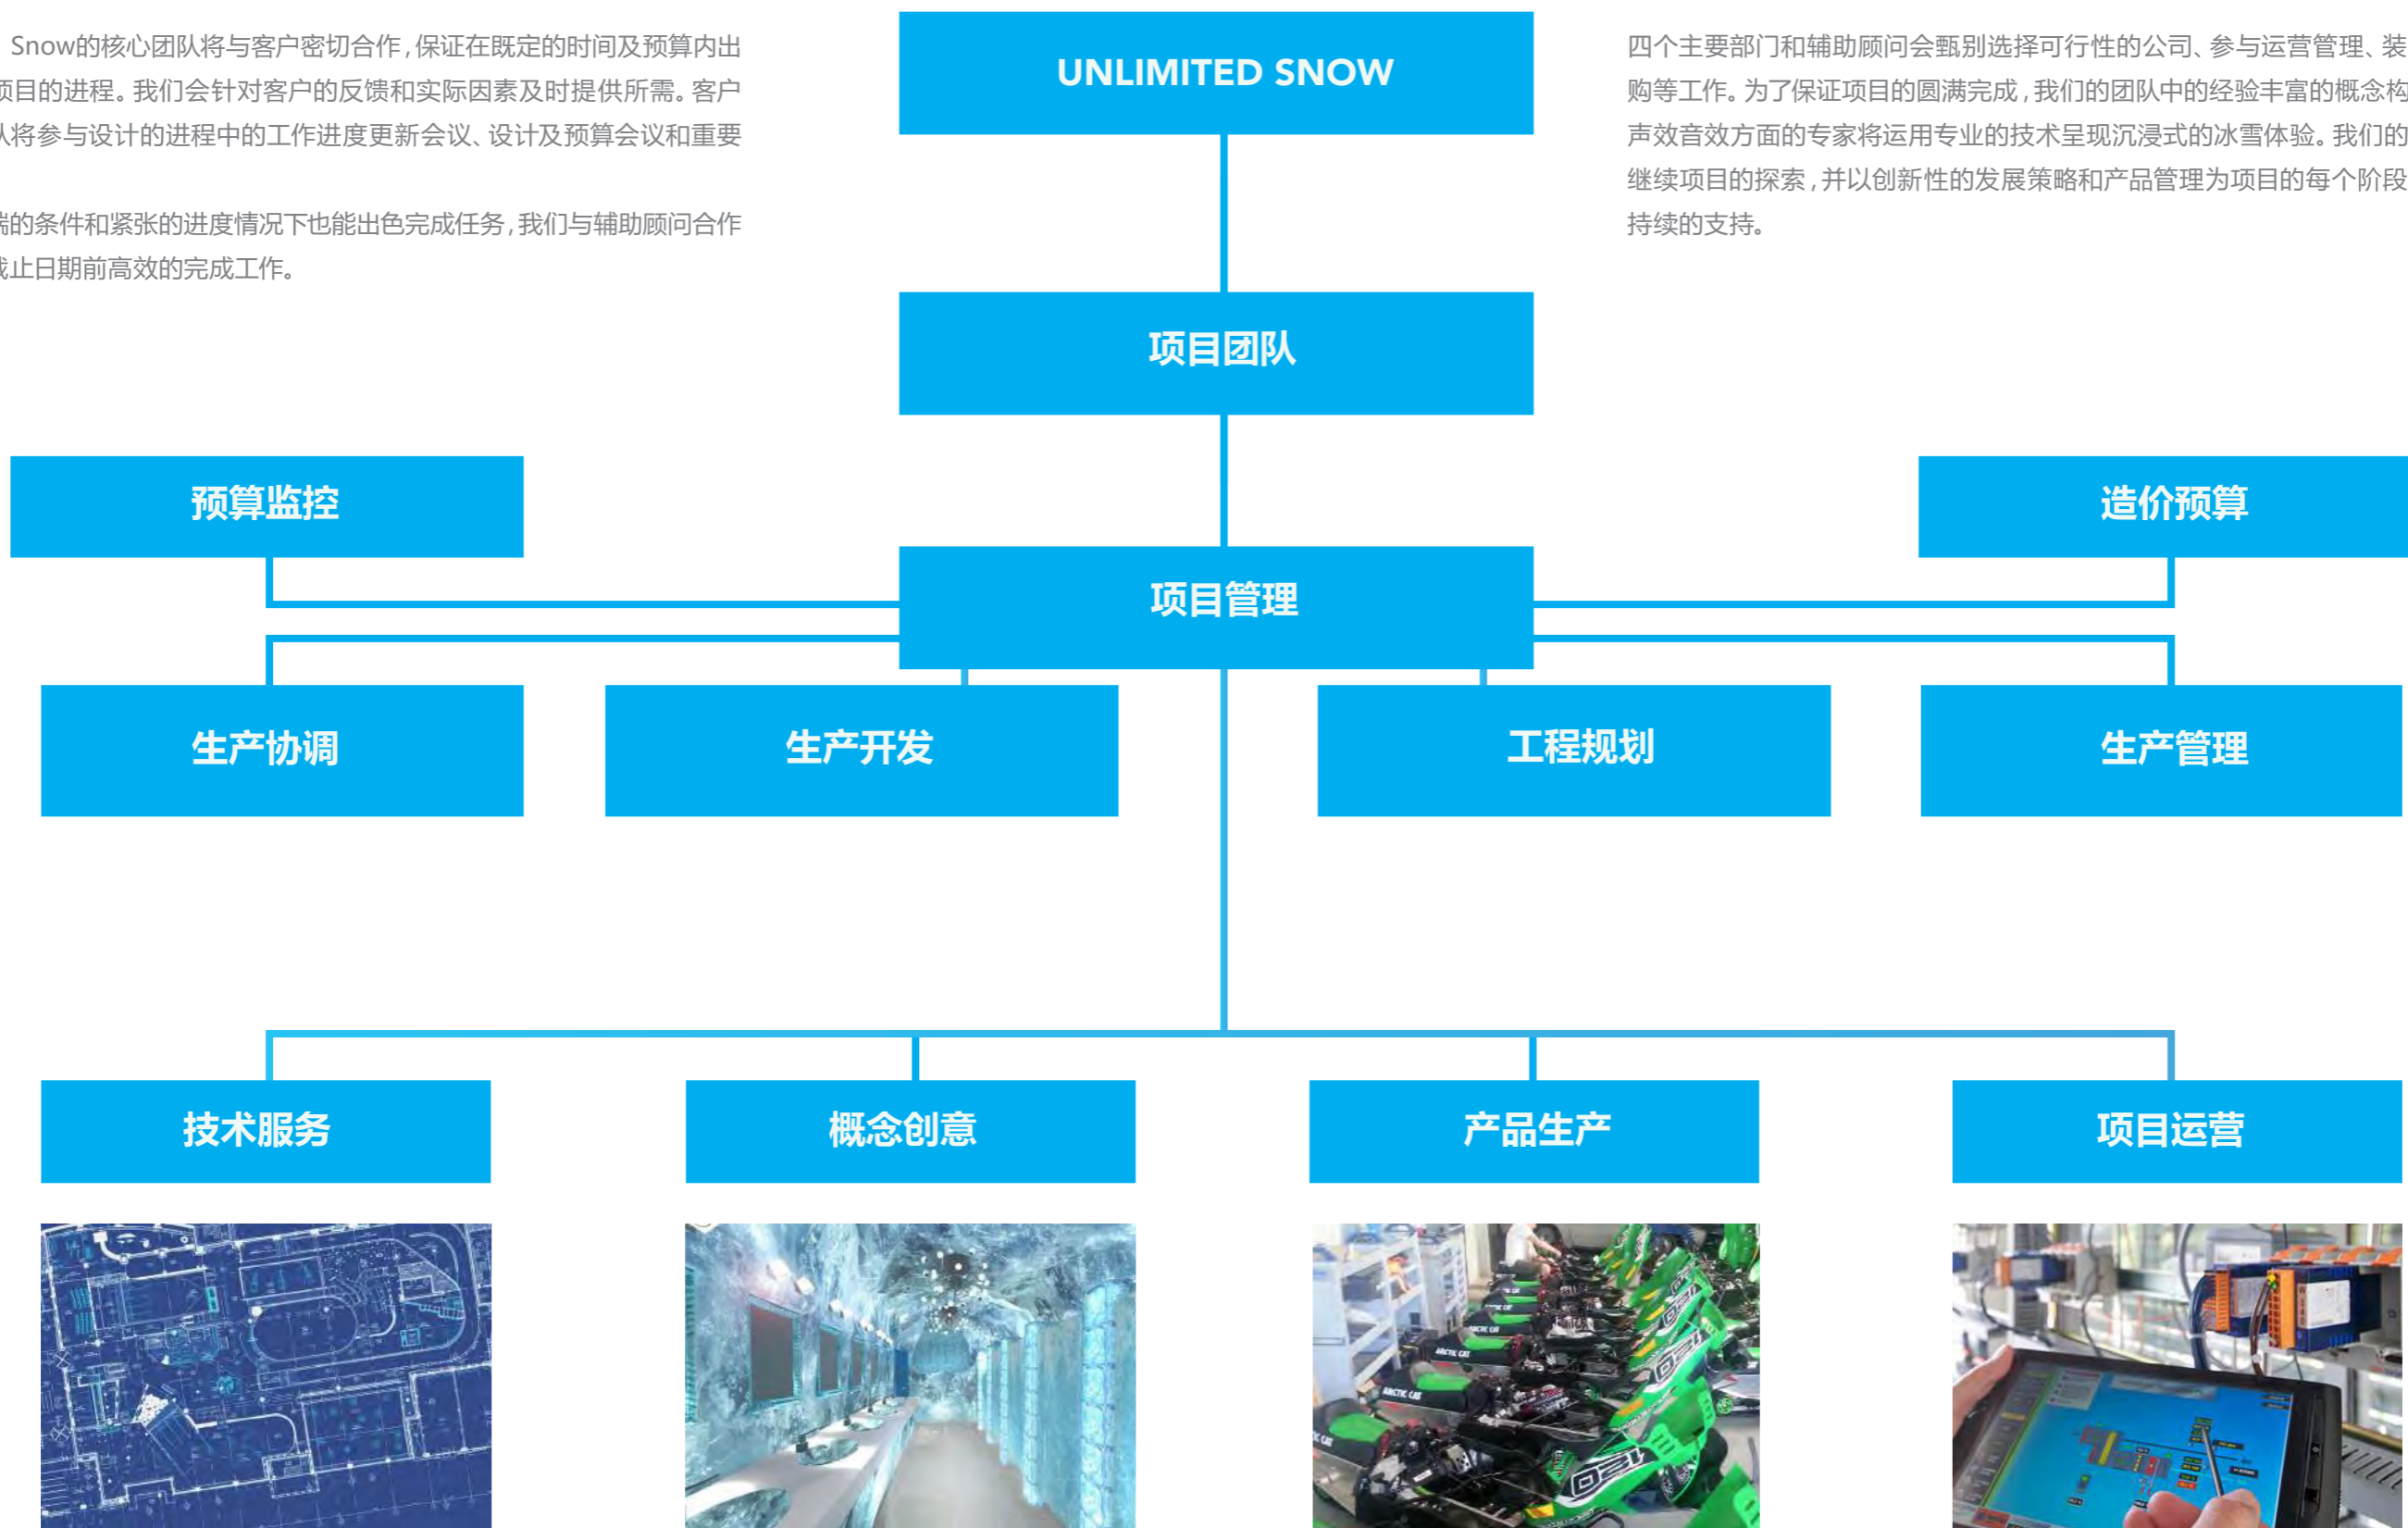 Snow的核心团队将与客户密切合作，保证在既定的时间及预算内出
项目的进程。我们会针对客户的反馈和实际因素及时提供所需。客户
队将参与设计的进程中的工作进度更新会议、设计及预算会议和重要
端的条件和紧张的进度情况下也能出色完成任务，我们与辅助顾问合作
截止日期前高效的完成工作。
UNLIMITED SNOW
四个主要部门和辅助顾问会甄别选择可行性的公司、参与运营管理、装
购等工作。为了保证项目的圆满完成，我们的团队中的经验丰富的概念构
声效音效方面的专家将运用专业的技术呈现沉浸式的冰雪体验。我们的
继续项目的探索，并以创新性的发展策略和产品管理为项目的每个阶段
持续的支持。
项目团队
预算监控
造价预算
项目管理
生产协调
生产开发
工程规划
生产管理
技术服务
概念创意
产品生产
项目运营
ARCTIC CAT
ARCTIC CAT
ARCTIC CAT